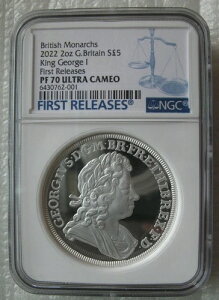 British Monarchs
2022 2oz G.Britain S£5
King George I
First Releases
PF 70 ULTRA CAMEO
6430762-001
FIRST RELEASES
NGC
GEORGIVS·D·G·M·BR·FR·ET·HIB·REX·F·D